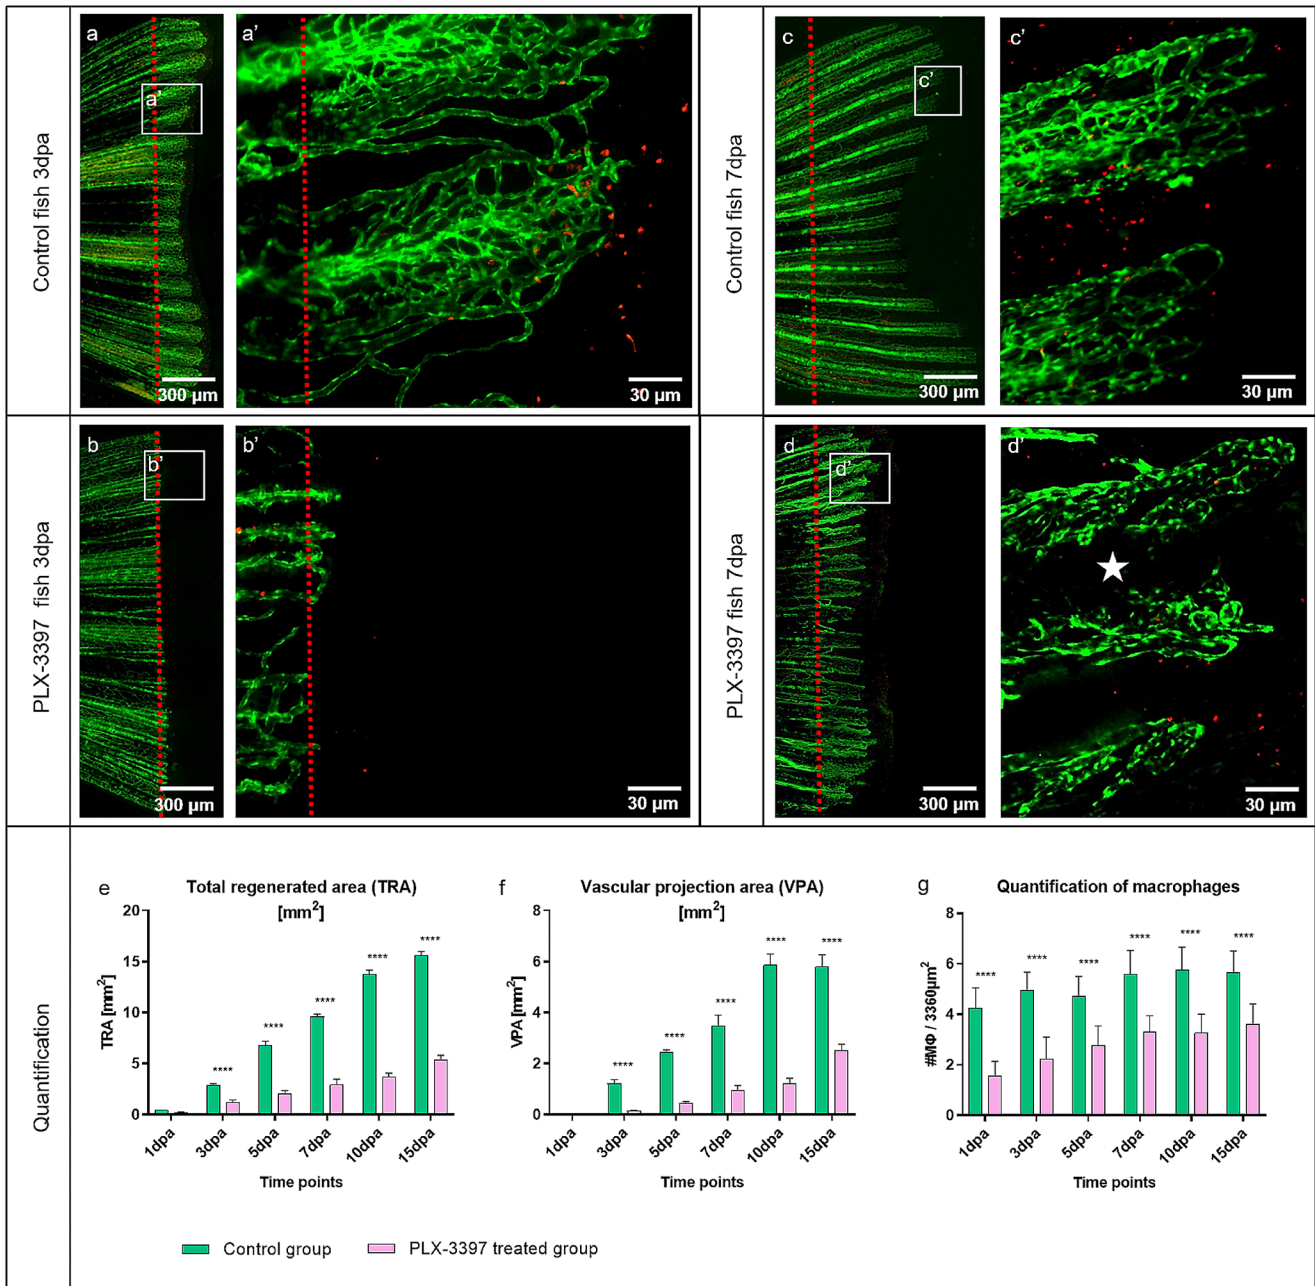 Control fish 3dpa
a
a'
300 µm
a’
30 µm
Control fish 7dpa
c
c'
300 µm
c’
30 µm
PLX-3397 fish 3dpa
b
b'
300 µm
b’
30 µm
PLX-3397 fish 7dpa
d
d'
300 µm
d’
30 µm
Quantification
e
Total regenerated area (TRA)
[mm²]
TRA [mm²]
20
15
10
5
0
****
****
****
****
****
1dpa
3dpa
5dpa
7dpa
10dpa
15dpa
Time points
f
Vascular projection area (VPA)
[mm²]
VPA [mm²]
8
6
4
2
0
****
****
****
****
****
1dpa
3dpa
5dpa
7dpa
10dpa
15dpa
Time points
g
Quantification of macrophages
#MΦ / 3360µm²
8
6
4
2
0
****
****
****
****
****
****
1dpa
3dpa
5dpa
7dpa
10dpa
15dpa
Time points
Control group
PLX-3397 treated group